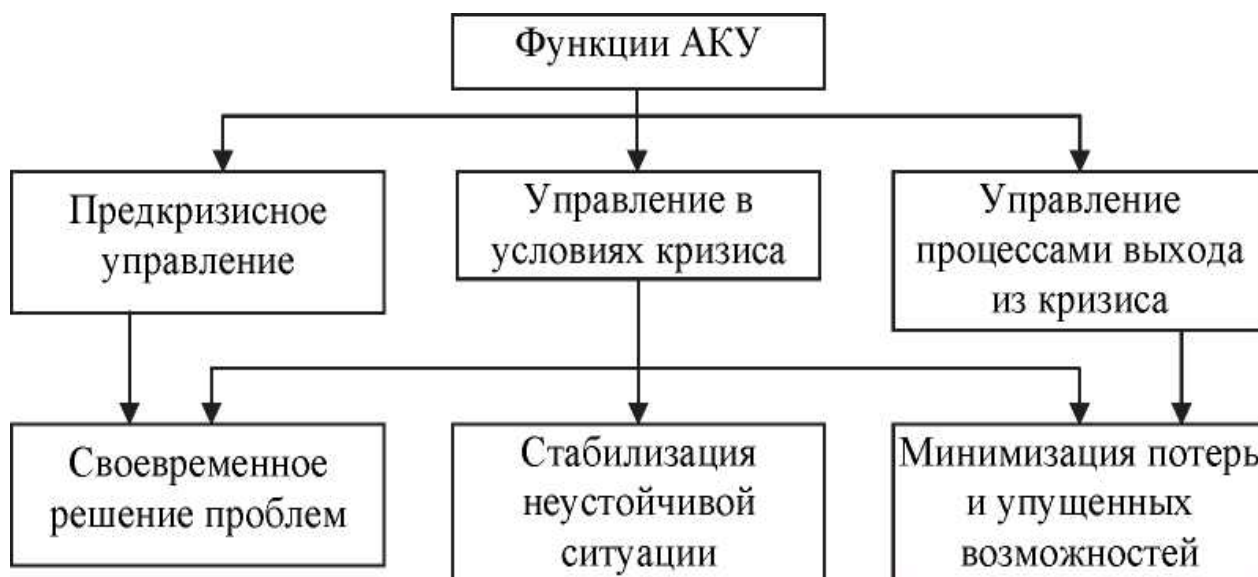 Функции АКУ
Предкризисное
управление
Управление в
условиях кризиса
Управление
процессами выхода
из кризиса
Своевременное
решение проблем
Стабилизация
неустойчивой
ситуации
Минимизация потерь
и упущенных
возможностей